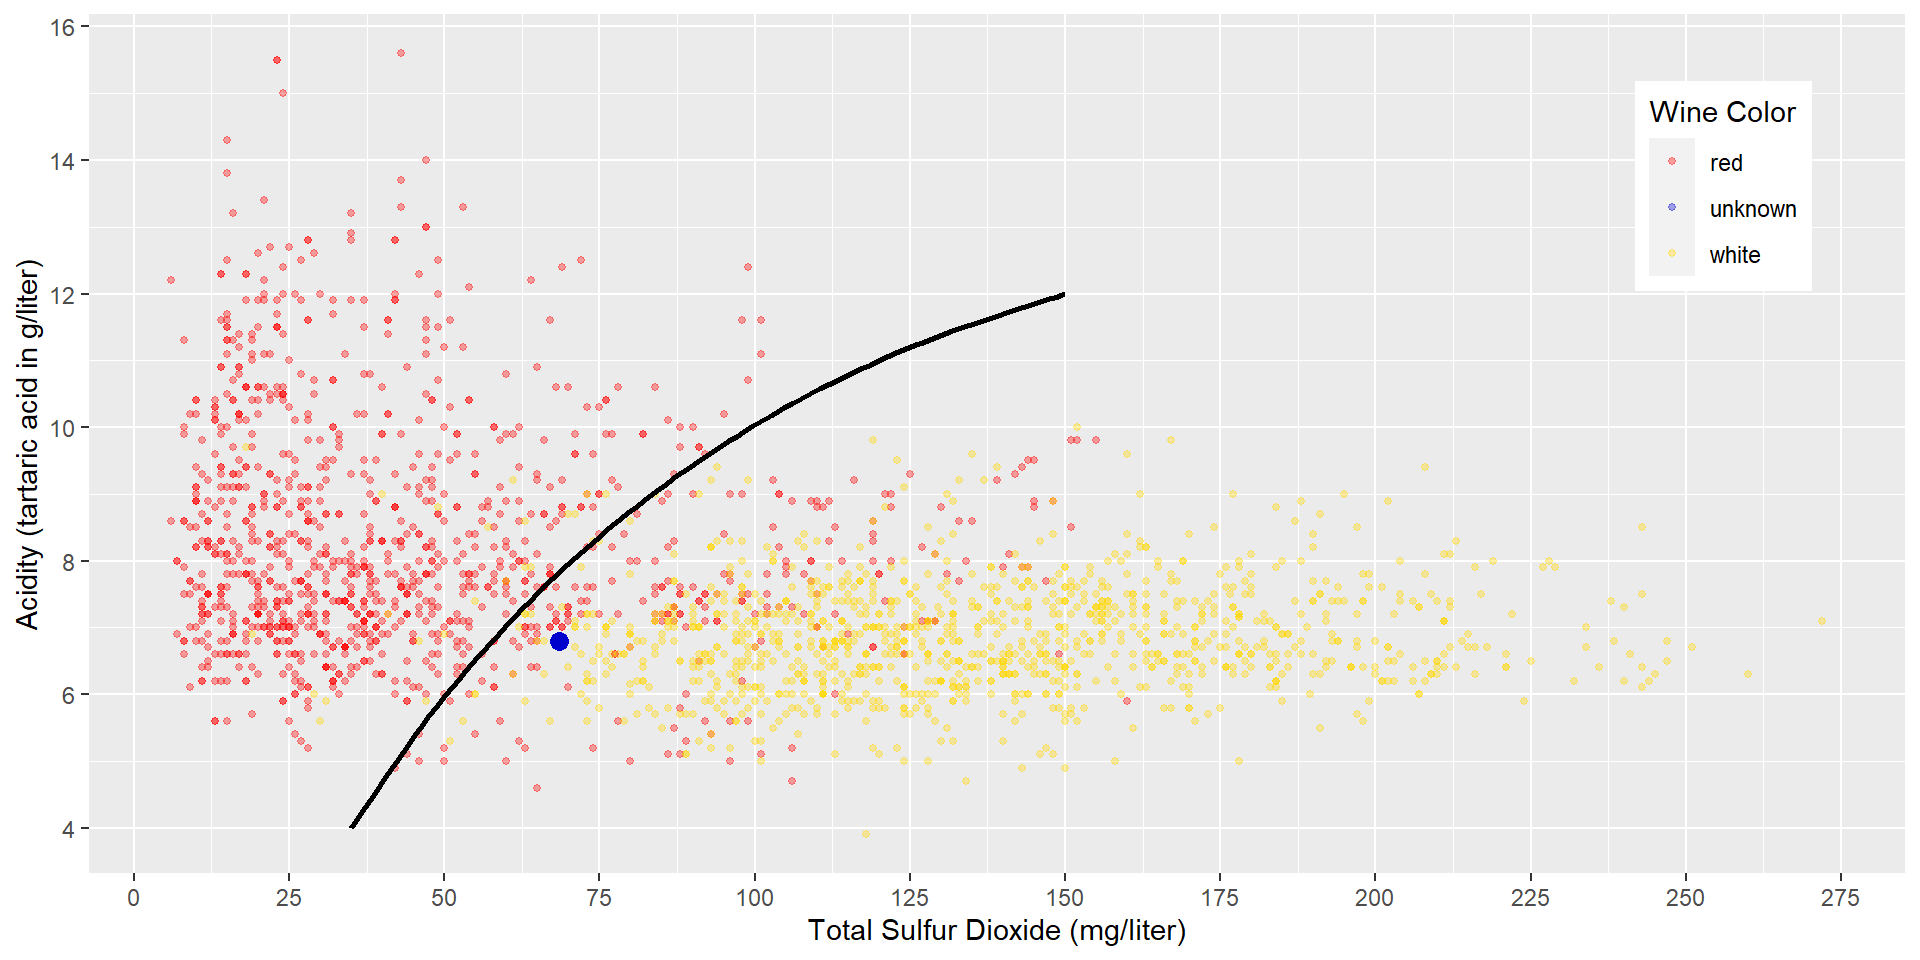 16
14
12
10
8
6
4
Acidity (tartaric acid in g/liter)
Wine Color
red
unknown
white
0 25 50 75 100 125 150 175 200 225 250 275
Total Sulfur Dioxide (mg/liter)